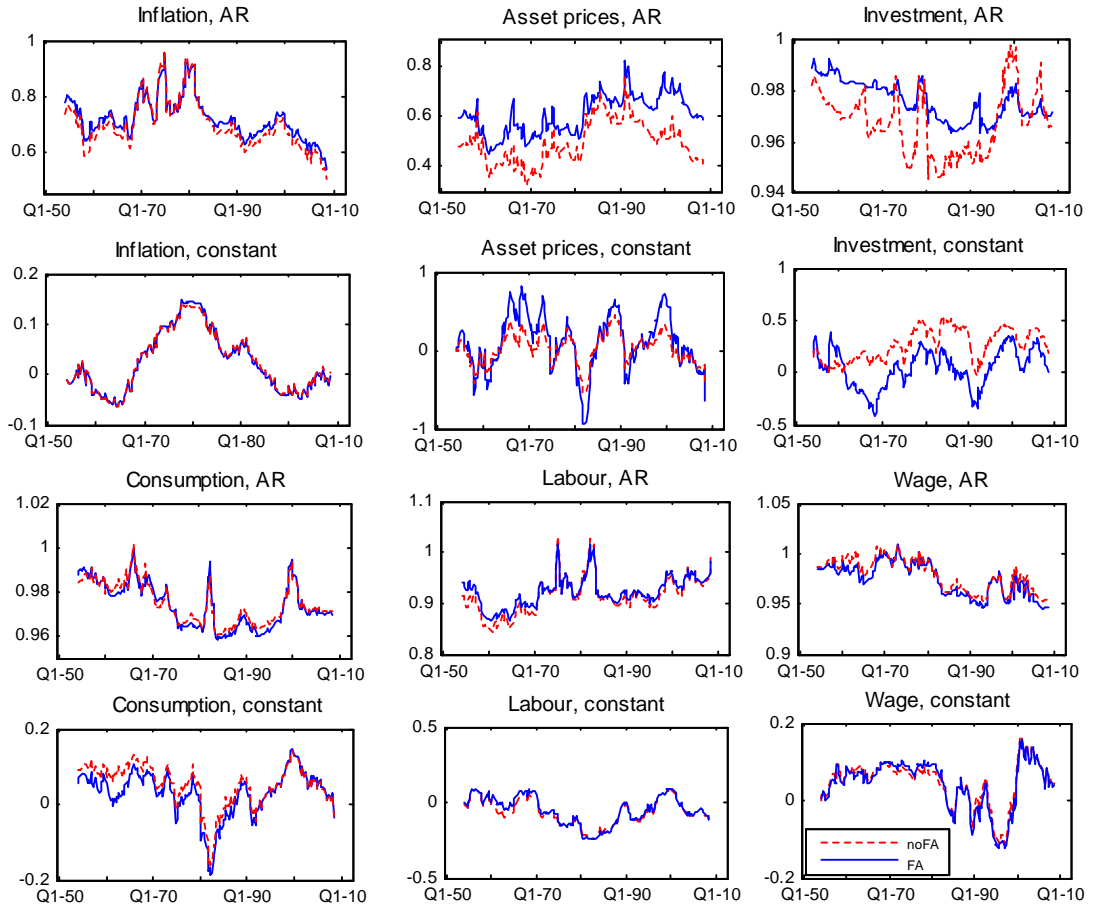 Inflation, AR
Asset prices, AR
Investment, AR
1
0.8
0.6
Q1-50 Q1-70 Q1-90 Q1-10
0.8
0.6
0.4
Q1-50 Q1-70 Q1-90 Q1-10
1
0.98
0.96
0.94
Q1-50 Q1-70 Q1-90 Q1-10
Inflation, constant
Asset prices, constant
Investment, constant
0.2
0.1
0
-0.1
Q1-50 Q1-70 Q1-80 Q1-10
1
0
-1
Q1-50 Q1-70 Q1-90 Q1-10
1
0.5
0
-0.5
Q1-50 Q1-70 Q1-90 Q1-10
Consumption, AR
Labour, AR
Wage, AR
1.02
1
0.98
0.96
Q1-50 Q1-70 Q1-90 Q1-10
1.1
1
0.9
0.8
Q1-50 Q1-70 Q1-90 Q1-10
1.05
1
0.95
0.9
Q1-50 Q1-70 Q1-90 Q1-10
Consumption, constant
Labour, constant
Wage, constant
0.2
0
-0.2
Q1-50 Q1-70 Q1-90 Q1-10
0.5
0
-0.5
Q1-50 Q1-70 Q1-90 Q1-10
0.2
0
-0.2
Q1-50 Q1-70 Q1-90 Q1-10
noFA
FA